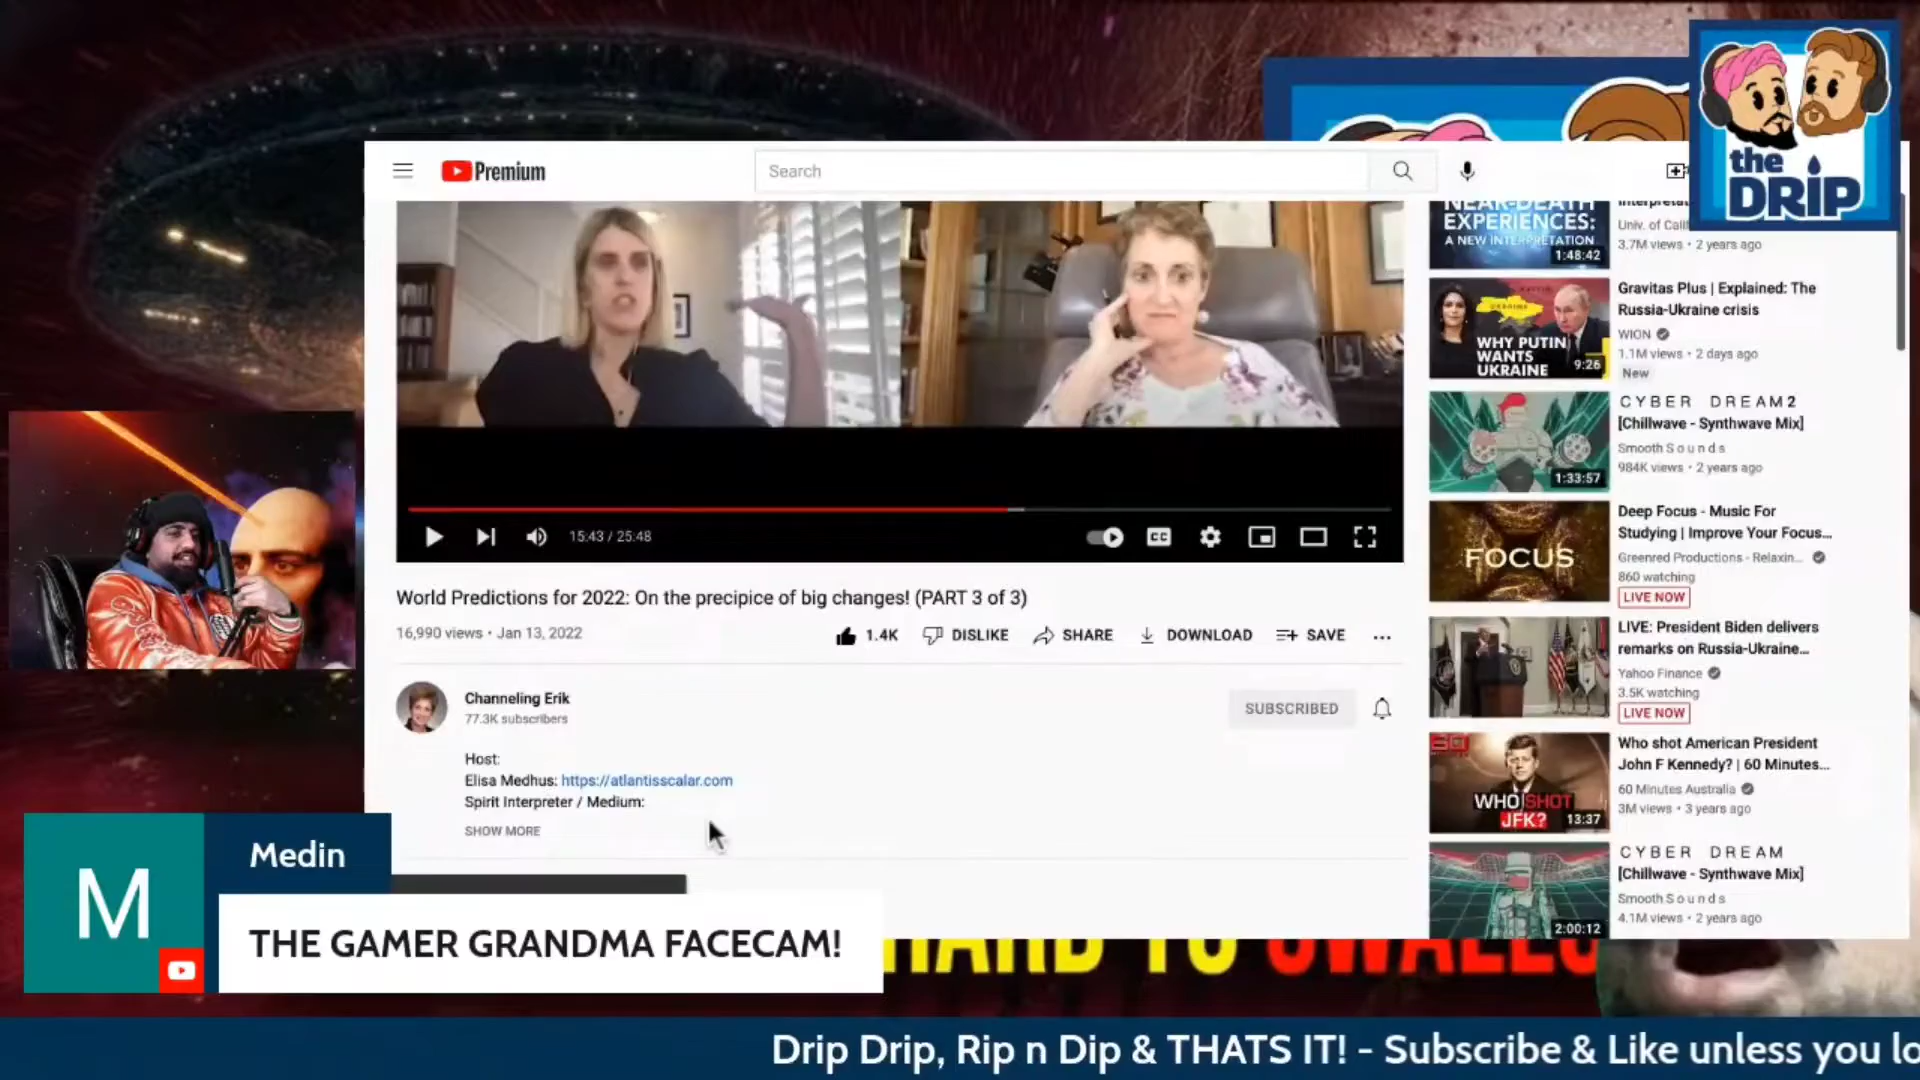 the
DRIP
Premium
Search
NEAR-DEATH
EXPERIENCES:
A NEW INTERPRETATION
1:48:42
3.7M views • 2 years ago
Gravitas Plus | Explained: The
Russia-Ukraine crisis
WION
1.1M views • 2 days ago
New
UKRAINE
WHY PUTIN
WANTS
UKRAINE
9:26
CYBER DREAM2
[Chillwave - Synthwave Mix]
Smooth S o u n d s
984K views • 2 years ago
1:33:57
Deep Focus - Music For
Studying | Improve Your Focus...
Greenred Productions - Relaxin...
860 watching
LIVE NOW
FOCUS
LIVE: President Biden delivers
remarks on Russia-Ukraine...
Yahoo Finance
3.5K watching
LIVE NOW
Who shot American President
John F Kennedy? | 60 Minutes...
60 Minutes Australia
3M views • 3 years ago
60
WHO SHOT
JFK?
13:37
CYBER DREAM
[Chillwave - Synthwave Mix]
Smooth S o u n d s
4.1M views • 2 years ago
2:00:12
15:43 / 25:48
CC
World Predictions for 2022: On the precipice of big changes! (PART 3 of 3)
16,990 views • Jan 13, 2022
1.4K
DISLIKE
SHARE
DOWNLOAD
SAVE
Channeling Erik
77.3K subscribers
SUBSCRIBED
Host:
Elisa Medhus: https://atlantisscalar.com
Spirit Interpreter / Medium:
SHOW MORE
M
Medin
THE GAMER GRANDMA FACECAM!
HARD TO SWALLO
Drip Drip, Rip n Dip & THATS IT! - Subscribe & Like unless you lo